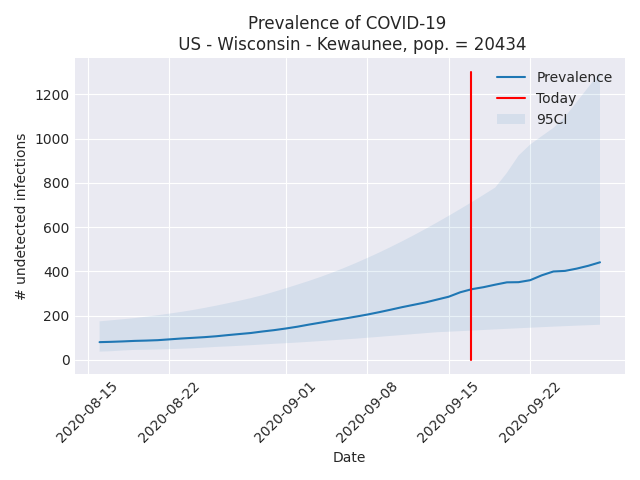 Prevalence of COVID-19
US - Wisconsin - Kewaunee, pop. = 20434
Prevalence
Today
95CI
1200
1000
800
600
400
200
0
# undetected infections
2020-08-15
2020-08-22
2020-09-01
2020-09-08
2020-09-15
2020-09-22
Date